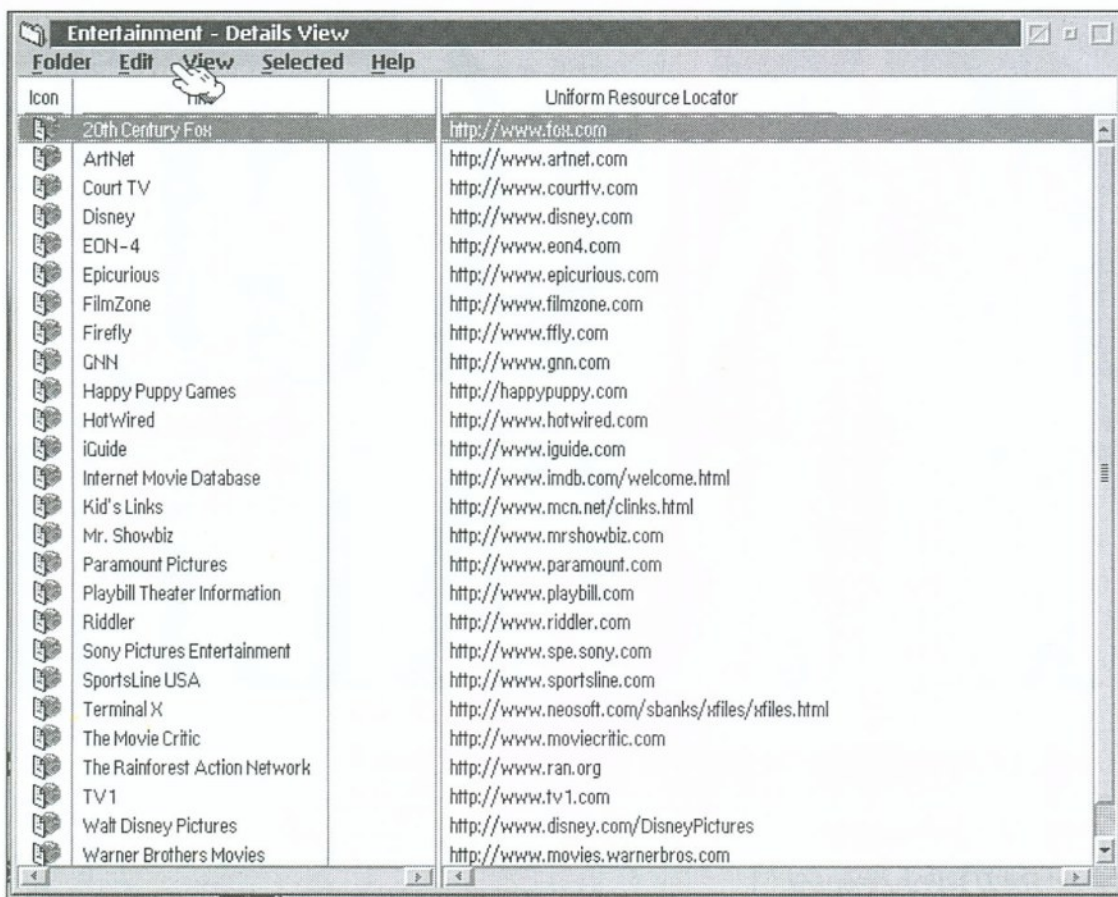 Entertainment - Details View
Folder Edit View Selected Help
Icon Uniform Resource Locator
20th Century Fox http://www.fox.com
ArtNet http://www.artnet.com
Court TV http://www.courttv.com
Disney http://www.disney.com
EON-4 http://www.eon4.com
Epicurious http://www.epicurious.com
FilmZone http://www.filmzone.com
Firefly http://www.ffly.com
GNN http://www.gnn.com
Happy Puppy Games http://happypuppy.com
HotWired http://www.hotwired.com
iGuide http://www.iguide.com
Internet Movie Database http://www.imdb.com/welcome.html
Kid's Links http://www.mcn.net/clinks.html
Mr. Showbiz http://www.mrshowbiz.com
Paramount Pictures http://www.paramount.com
Playbill Theater Information http://www.playbill.com
Riddler http://www.riddler.com
Sony Pictures Entertainment http://www.spe.sony.com
SportsLine USA http://www.sportsline.com
Terminal X http://www.neosoft.com/sbanks/xfiles/xfiles.html
The Movie Critic http://www.moviecritic.com
The Rainforest Action Network http://www.ran.org
TV1 http://www.tv1.com
Walt Disney Pictures http://www.disney.com/DisneyPictures
Warner Brothers Movies http://www.movies.warnerbros.com